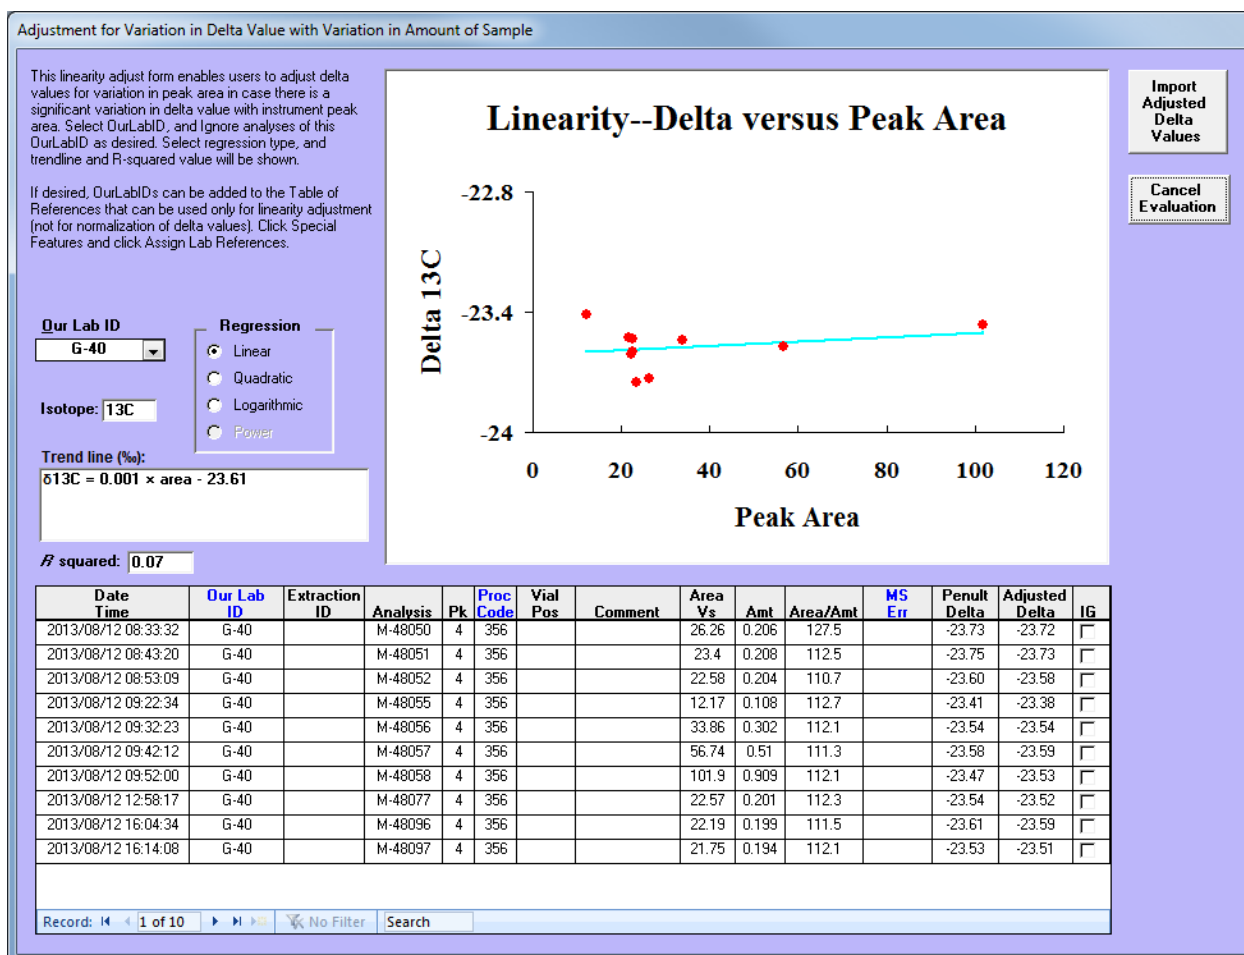 Adjustment for Variation in Delta Value with Variation in Amount of Sample
This linearity adjust form enables users to adjust delta
values for variation in peak area in case there is a
significant variation in delta value with instrument peak
area. Select OurLabID, and Ignore analyses of this
OurLabID as desired. Select regression type, and
trendline and R-squared value will be shown.
If desired, OurLabIDs can be added to the Table of
References that can be used only for linearity adjustment
(not for normalization of delta values). Click Special
Features and click Assign Lab References.
Our Lab ID
G-40
Isotope: 13C
Regression
Linear
Quadratic
Logarithmic
Power
Trend line (‰):
δ13C = 0.001 × area - 23.61
R squared: 0.07
Linearity--Delta versus Peak Area
Delta 13C
-22.8
-23.4
-24
0 20 40 60 80 100 120
Peak Area
Import
Adjusted
Delta
Values
Cancel
Evaluation
Date Time Our Lab ID Extraction ID Analysis Pk Proc Code Vial Pos Comment Area Vs Amt Area/Amt MS Err Penult Delta Adjusted Delta IG
2013/08/12 08:33:32 G-40 M-48050 4 356 26.26 0.206 127.5 -23.73 -23.72
2013/08/12 08:43:20 G-40 M-48051 4 356 23.4 0.208 112.5 -23.75 -23.73
2013/08/12 08:53:09 G-40 M-48052 4 356 22.58 0.204 110.7 -23.60 -23.58
2013/08/12 09:22:34 G-40 M-48055 4 356 12.17 0.108 112.7 -23.41 -23.38
2013/08/12 09:32:23 G-40 M-48056 4 356 33.86 0.302 112.1 -23.54 -23.54
2013/08/12 09:42:12 G-40 M-48057 4 356 56.74 0.51 111.3 -23.58 -23.59
2013/08/12 09:52:00 G-40 M-48058 4 356 101.9 0.909 112.1 -23.47 -23.53
2013/08/12 12:58:17 G-40 M-48077 4 356 22.57 0.201 112.3 -23.54 -23.52
2013/08/12 16:04:34 G-40 M-48096 4 356 22.19 0.199 111.5 -23.61 -23.59
2013/08/12 16:14:08 G-40 M-48097 4 356 21.75 0.194 112.1 -23.53 -23.51
Record: 1 of 10 No Filter Search